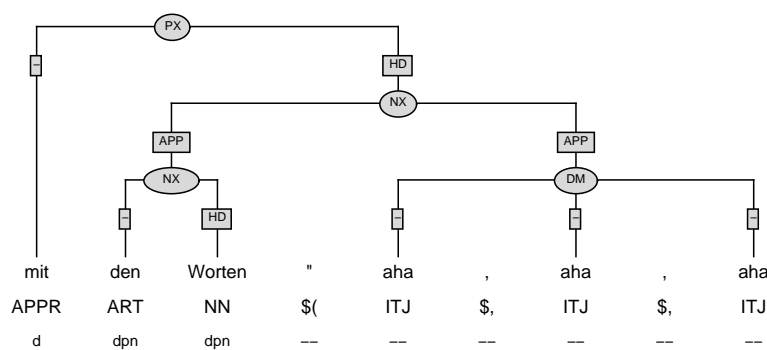 PX
– HD
NX
APP APP
NX DM
– HD – – –
mit den Worten " aha , aha , aha
APPR ART NN $( ITJ $, ITJ $, ITJ
d dpn dpn –– –– –– –– –– ––